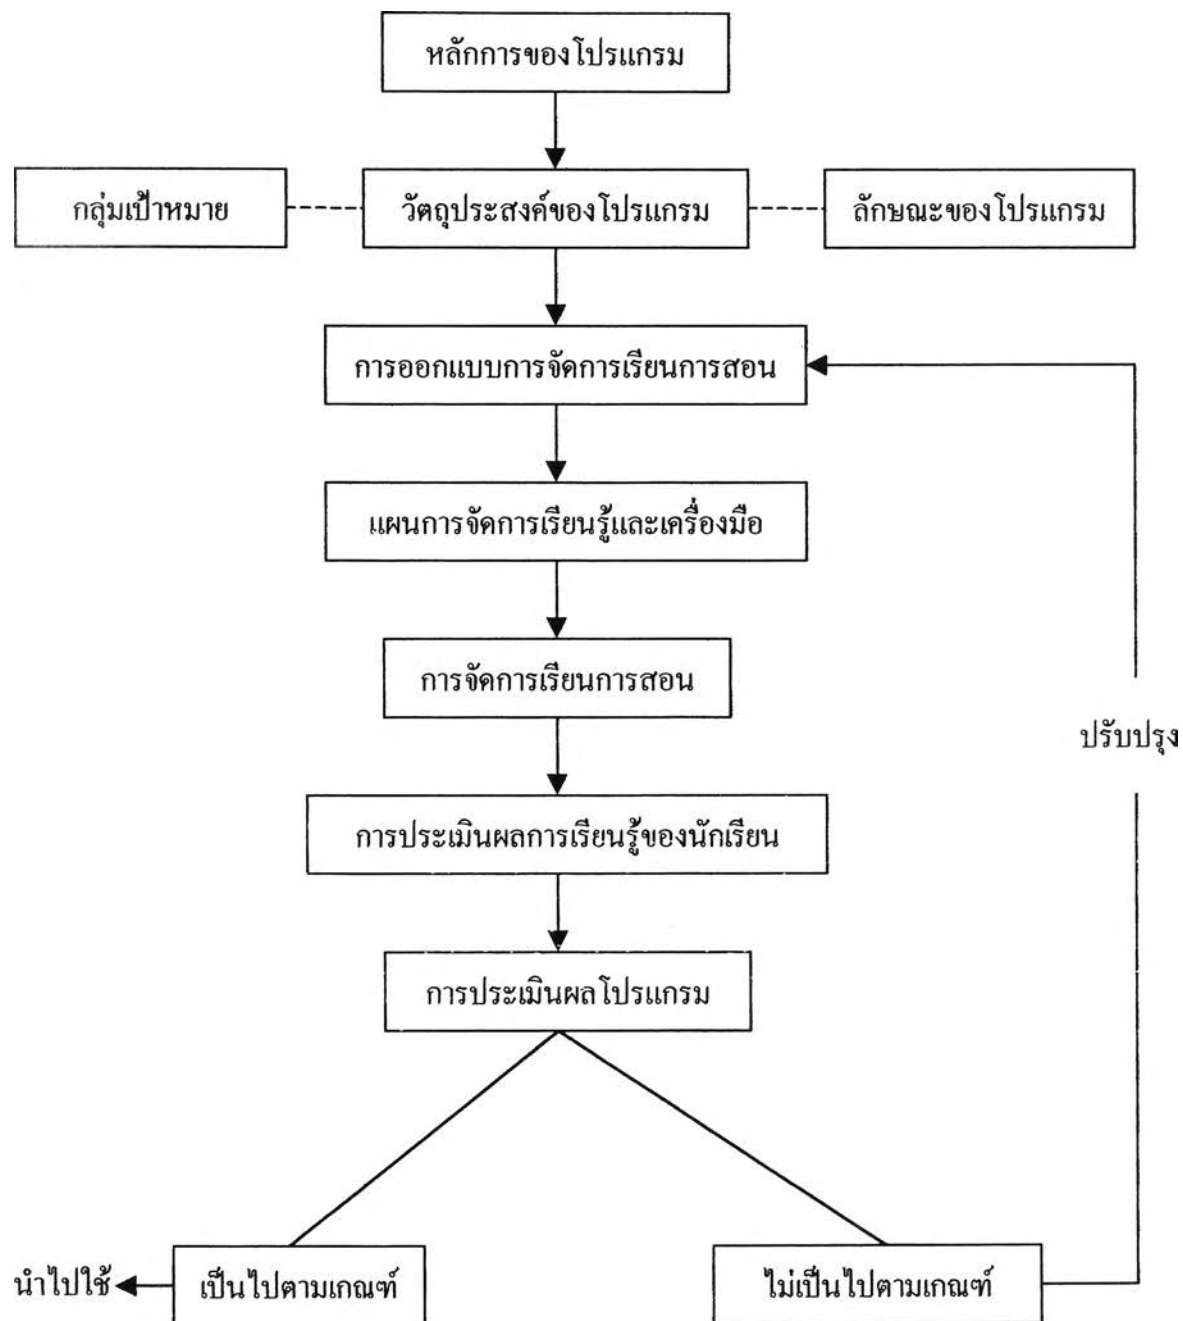 หลักการของโปรแกรม
กลุ่มเป้าหมาย
วัตถุประสงค์ของโปรแกรม
ลักษณะของโปรแกรม
การออกแบบการจัดการเรียนการสอน
แผนการจัดการเรียนรู้และเครื่องมือ
การจัดการเรียนการสอน
ปรับปรุง
การประเมินผลการเรียนรู้ของนักเรียน
การประเมินผลโปรแกรม
นำไปใช้
เป็นไปตามเกณฑ์
ไม่เป็นไปตามเกณฑ์